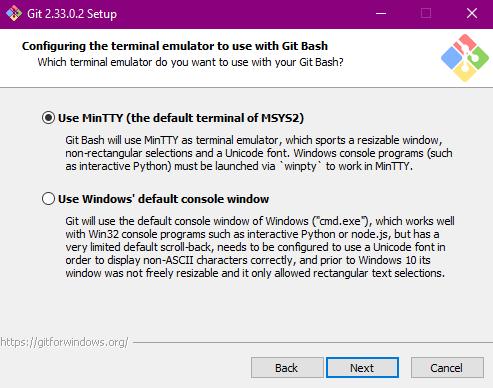 Git 2.33.0.2 Setup
Configuring the terminal emulator to use with Git Bash
Which terminal emulator do you want to use with your Git Bash?
Use MinTTY (the default terminal of MSYS2)
Git Bash will use MinTTY as terminal emulator, which sports a resizable window,
non-rectangular selections and a Unicode font. Windows console programs (such
as interactive Python) must be launched via `winpty` to work in MinTTY.
Use Windows' default console window
Git will use the default console window of Windows ("cmd.exe"), which works well
with Win32 console programs such as interactive Python or node.js, but has a
very limited default scroll-back, needs to be configured to use a Unicode font in
order to display non-ASCII characters correctly, and prior to Windows 10 its
window was not freely resizable and it only allowed rectangular text selections.
https://gitforwindows.org/
Back Next Cancel